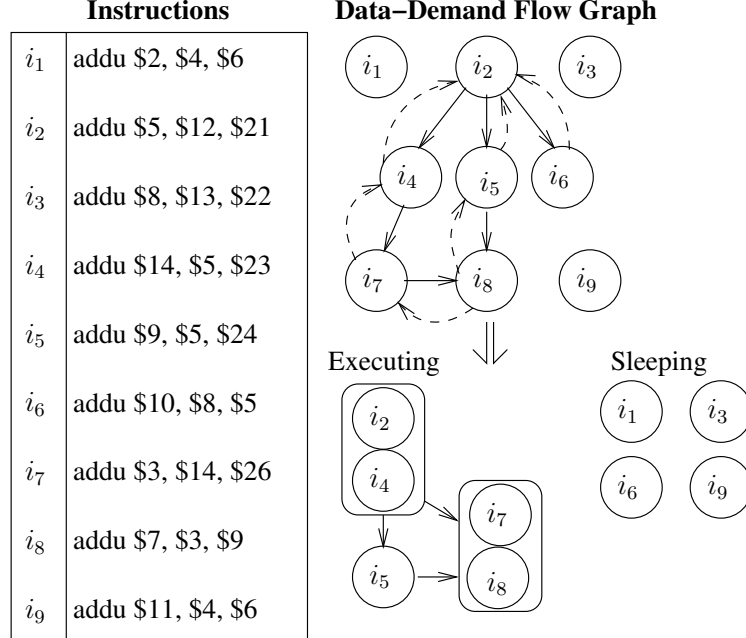 Instructions
i1 addu $2, $4, $6
i2 addu $5, $12, $21
i3 addu $8, $13, $22
i4 addu $14, $5, $23
i5 addu $9, $5, $24
i6 addu $10, $8, $5
i7 addu $3, $14, $26
i8 addu $7, $3, $9
i9 addu $11, $4, $6
Data–Demand Flow Graph
i1 i2 i3
i4 i5 i6
i7 i8 i9
Executing
i2
i4
i5
i7
i8
Sleeping
i1 i3
i6 i9